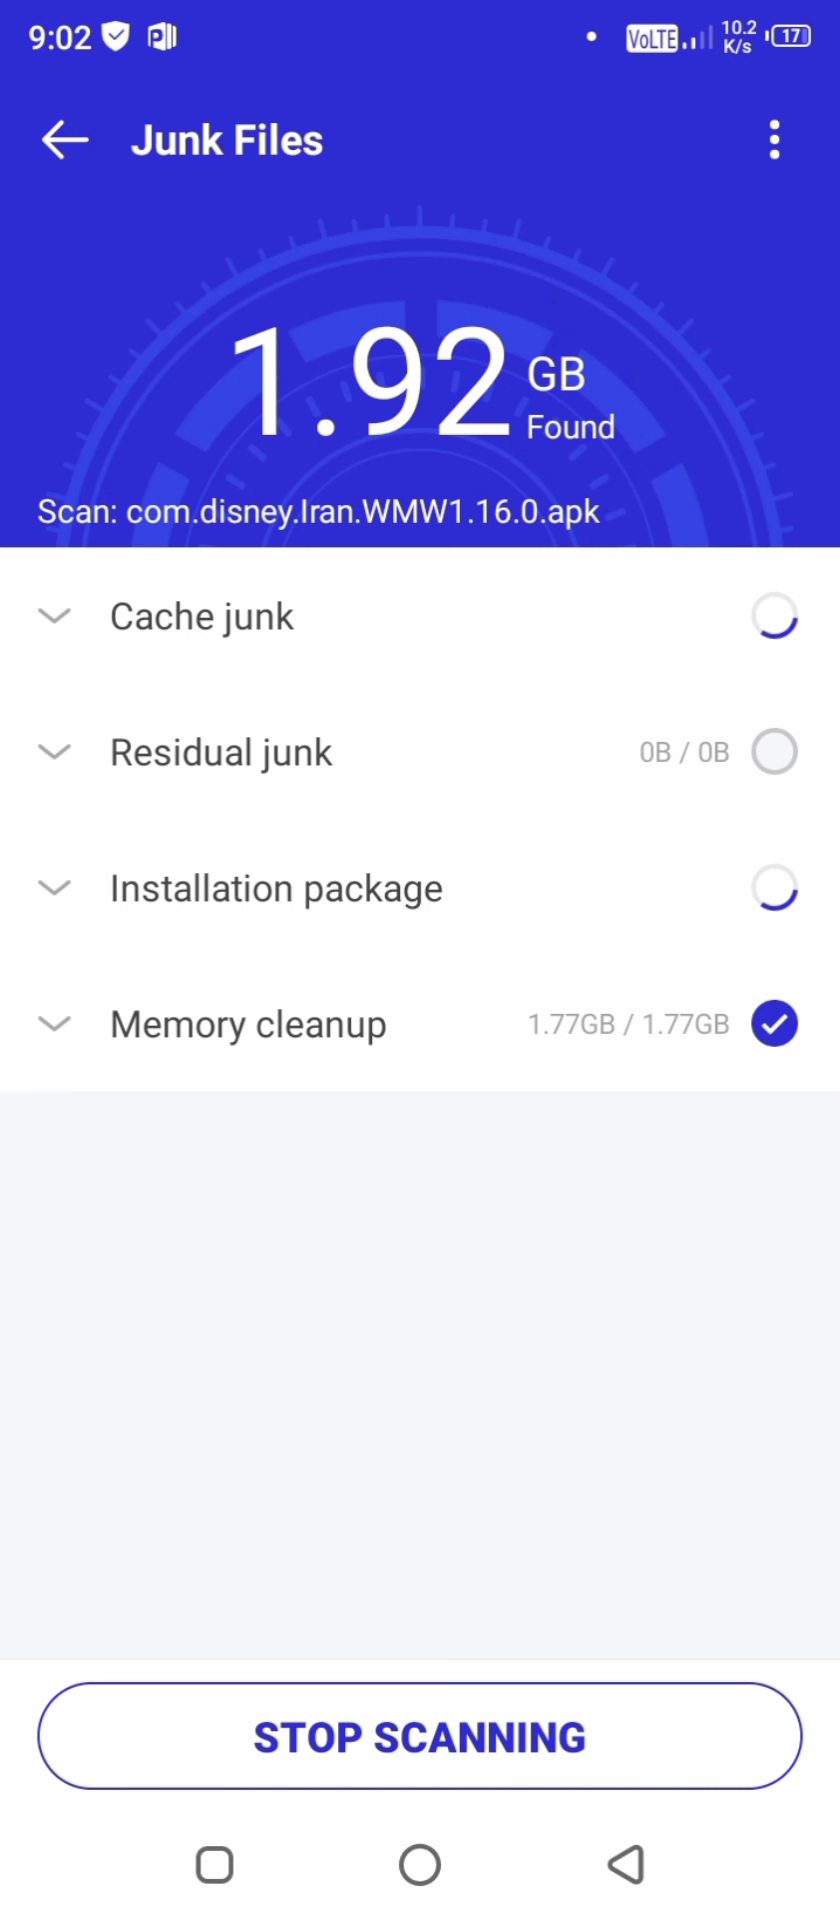 9:02 VoLTE 10.2 K/s 17
Junk Files
1.92 GB
Found
Scan: com.disney.Iran.WMW1.16.0.apk
Cache junk
Residual junk 0B / 0B
Installation package
Memory cleanup 1.77GB / 1.77GB
STOP SCANNING